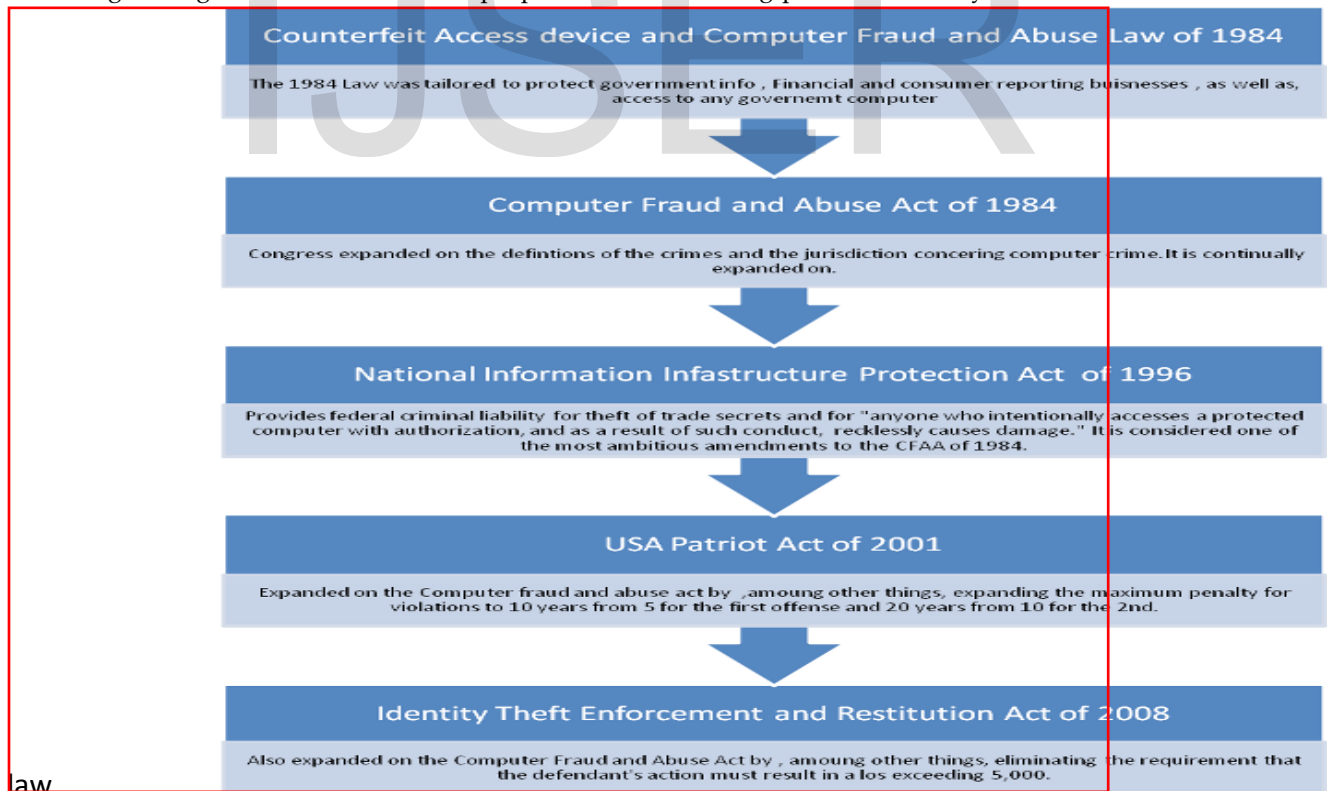 IJSER
Counterfeit Access device and Computer Fraud and Abuse Law of 1984
The 1984 Law was tailored to protect government info , Financial and consumer reporting buisnesses , as well as,
access to any governemt computer
Computer Fraud and Abuse Act of 1984
Congress expanded on the defintions of the crimes and the jurisdiction concering computer crime. It is continually
expanded on.
National Information Infastructure Protection Act of 1996
Provides federal criminal liability for theft of trade secrets and for "anyone who intentionally accesses a protected
computer with authorization, and as a result of such conduct, recklessly causes damage." It is considered one of
the most ambitious amendments to the CFAA of 1984.
USA Patriot Act of 2001
Expanded on the Computer fraud and abuse act by ,amoung other things, expanding the maximum penalty for
violations to 10 years from 5 for the first offense and 20 years from 10 for the 2nd.
Identity Theft Enforcement and Restitution Act of 2008
Also expanded on the Computer Fraud and Abuse Act by , amoung other things, eliminating the requirement that
the defendant's action must result in a los exceeding 5,000.
law